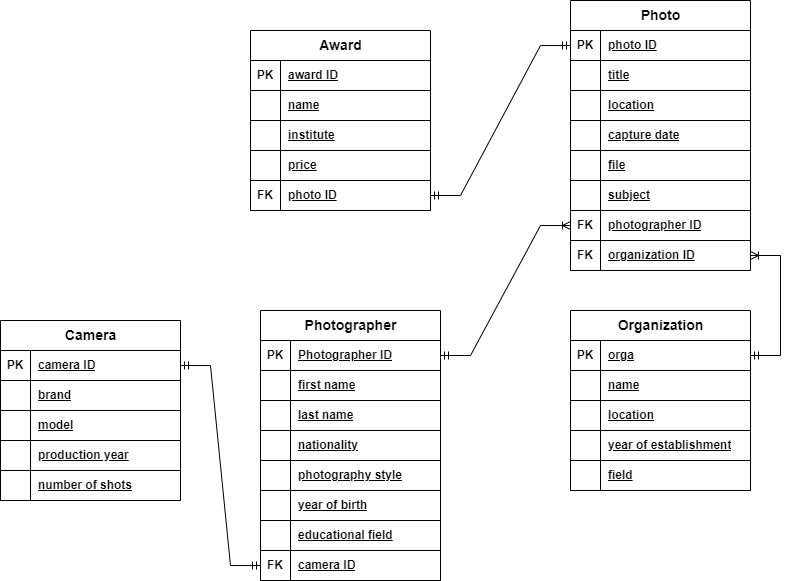 Photo
PK photo ID
title
location
capture date
file
subject
FK photographer ID
FK organization ID
Award
PK award ID
name
institute
price
FK photo ID
Camera
PK camera ID
brand
model
production year
number of shots
Photographer
PK Photographer ID
first name
last name
nationality
photography style
year of birth
educational field
FK camera ID
Organization
PK orga
name
location
year of establishment
field